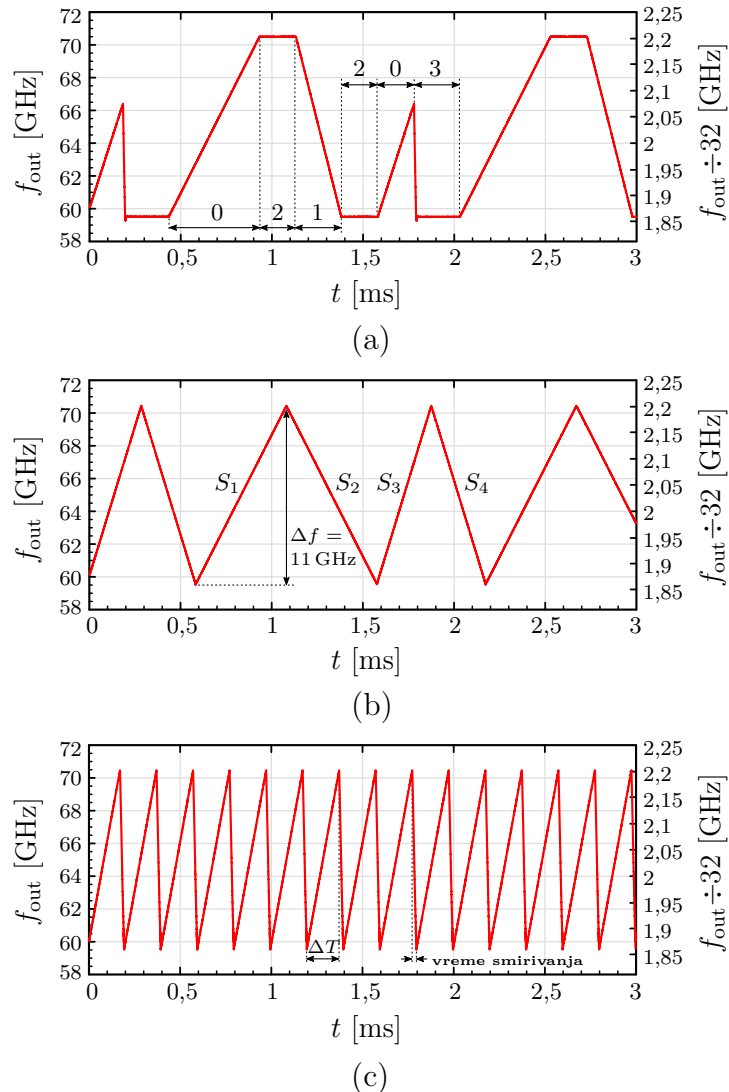 72
70
68
66
64
62
60
58
f_out [GHz]
2,25
2,2
2,15
2,1
2,05
2
1,95
1,9
1,85
f_out÷32 [GHz]
2 0 3
0 2 1
0 0,5 1 1,5 2 2,5 3
t [ms]
(a)
72
70
68
66
64
62
60
58
f_out [GHz]
2,25
2,2
2,15
2,1
2,05
2
1,95
1,9
1,85
f_out÷32 [GHz]
S_1 S_2 S_3 S_4
Δf =
11 GHz
0 0,5 1 1,5 2 2,5 3
t [ms]
(b)
72
70
68
66
64
62
60
58
f_out [GHz]
2,25
2,2
2,15
2,1
2,05
2
1,95
1,9
1,85
f_out÷32 [GHz]
ΔT
vreme smirivanja
0 0,5 1 1,5 2 2,5 3
t [ms]
(c)